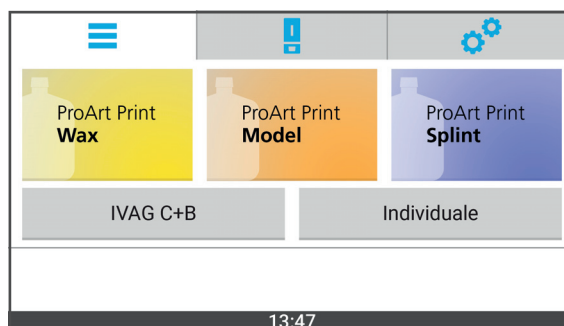 ProArt Print
Wax
ProArt Print
Model
ProArt Print
Splint
IVAG C+B
Individuale
13:47